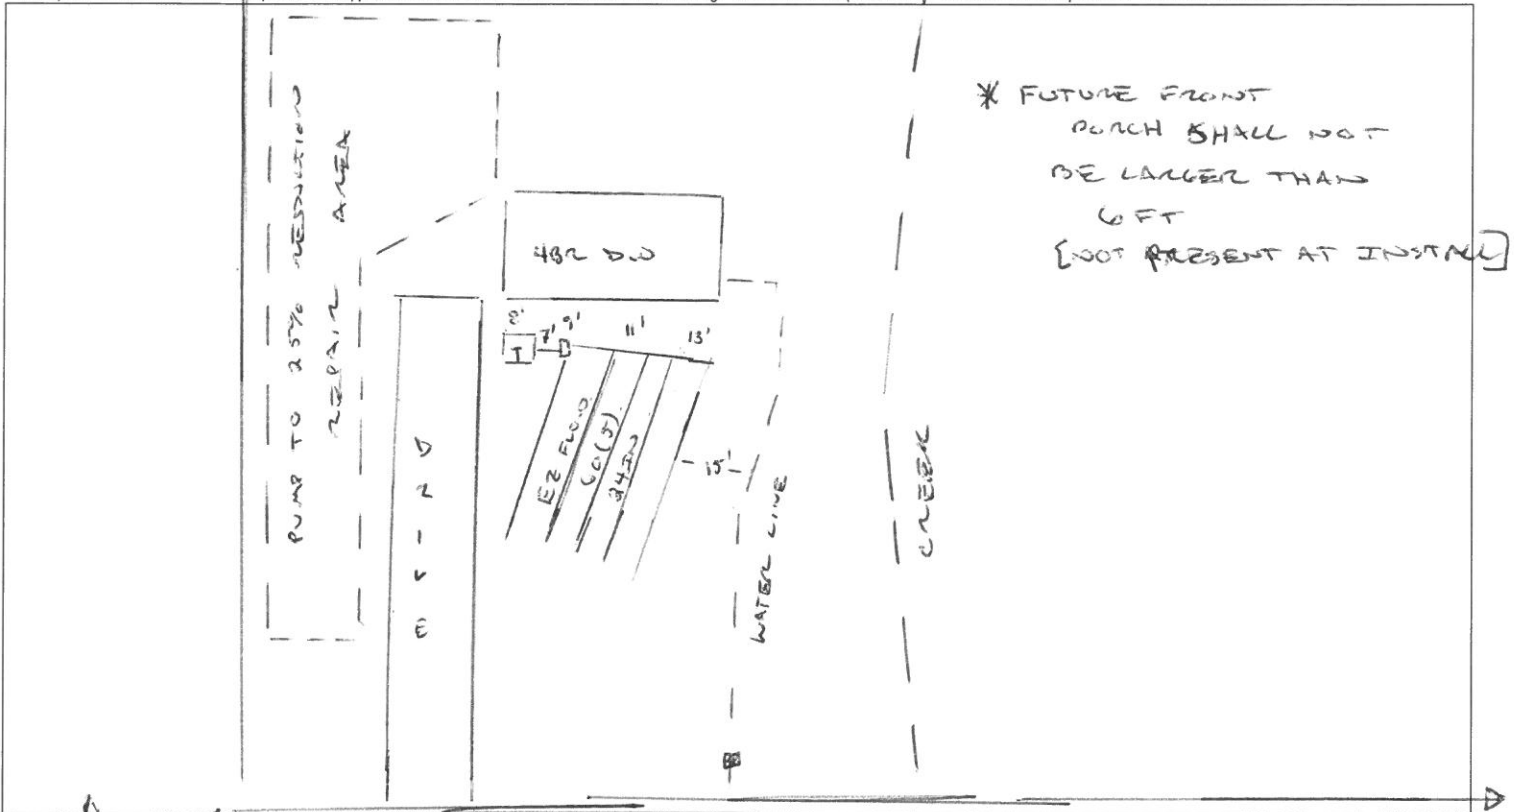 * FUTURE FRONT
PORCH SHALL NOT
BE LARGER THAN
6 FT
[NOT PRESENT AT INSTALL]
PUMP TO 25% REDUCTION
REPAIR AREA
4BR D.W
8'
7'
9'
11'
13'
T
EZ FLOW
60(5)
24IN
15'
DRIVE
WATER LINE
CREEK